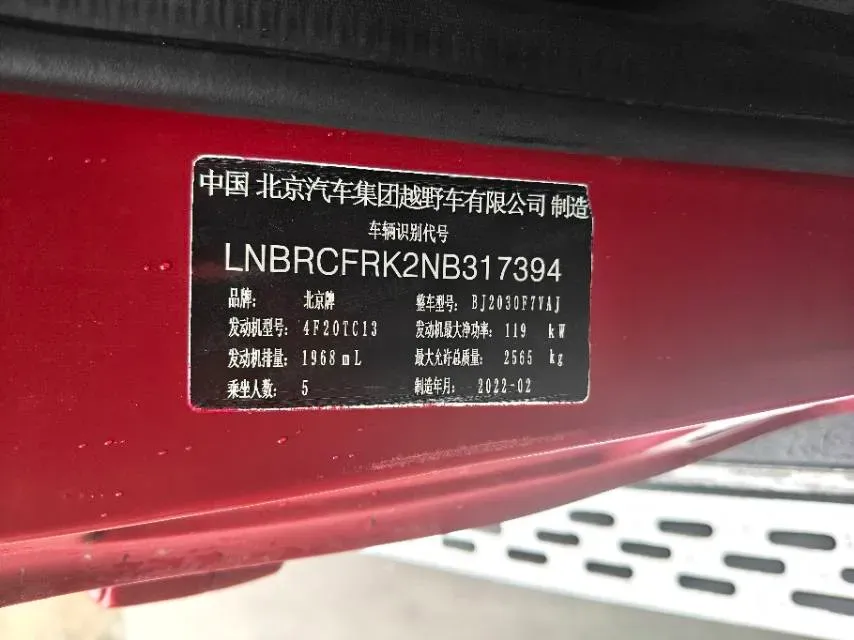 中国 北京汽车集团越野车有限公司 制造
车辆识别代号
LNBRCFRK2NB317394
品牌: 北京牌 整车型号: BJ2030F7VAJ
发动机型号: 4F20TC13 发动机最大净功率: 119 kW
发动机排量: 1968mL 最大允许总质量: 2565 kg
乘坐人数: 5 制造年月: 2022-02